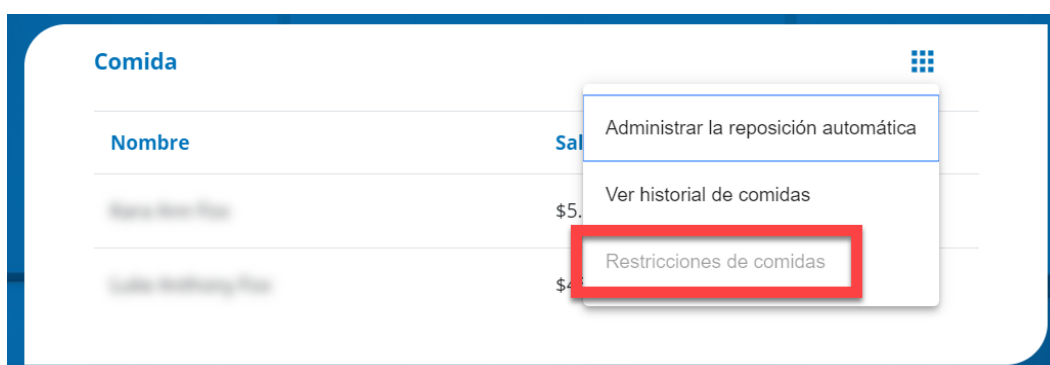 Comida
Nombre
Sal
Administrar la reposición automática
Ver historial de comidas
$5.
Restricciones de comidas
$4